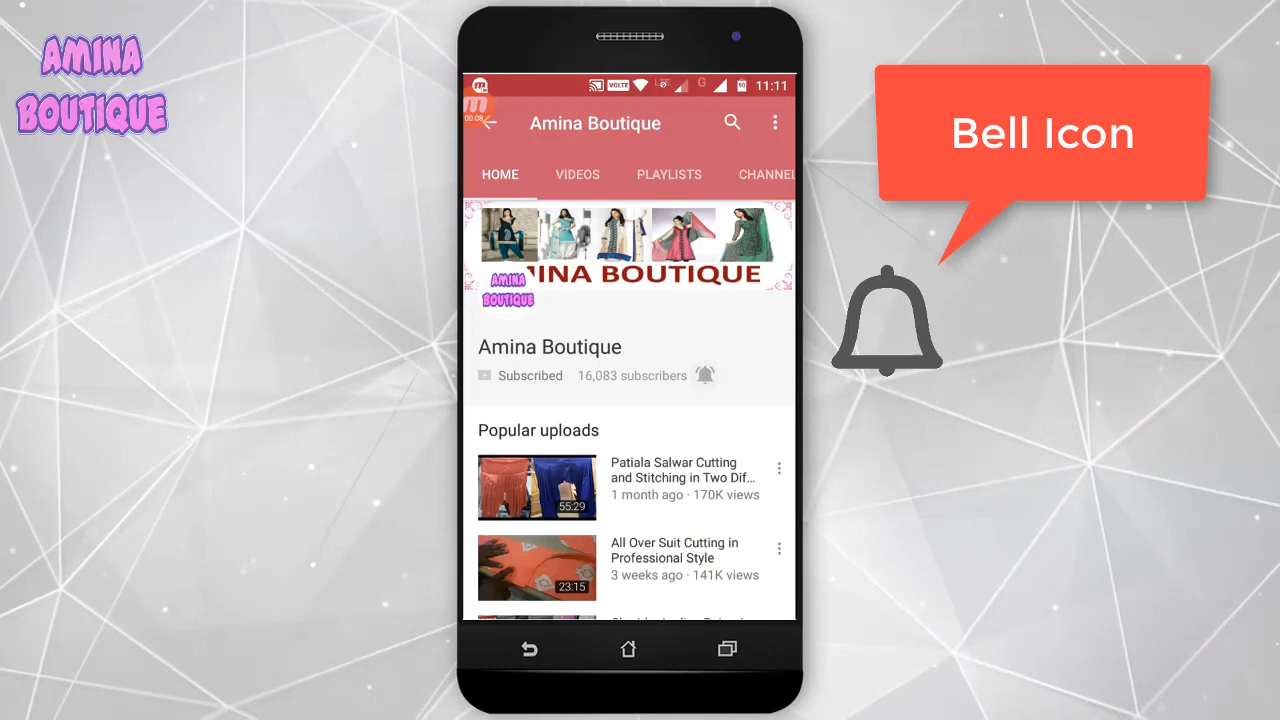 AMINA
BOUTIQUE
Bell Icon
VOLTE
G
11:11
00:08
Amina Boutique
HOME VIDEOS PLAYLISTS CHANNEL
INA BOUTIQUE
AMINA
BOUTIQUE
Amina Boutique
Subscribed 16,083 subscribers
Popular uploads
Patiala Salwar Cutting
and Stitching in Two Dif...
1 month ago · 170K views
55:29
All Over Suit Cutting in
Professional Style
3 weeks ago · 141K views
23:15